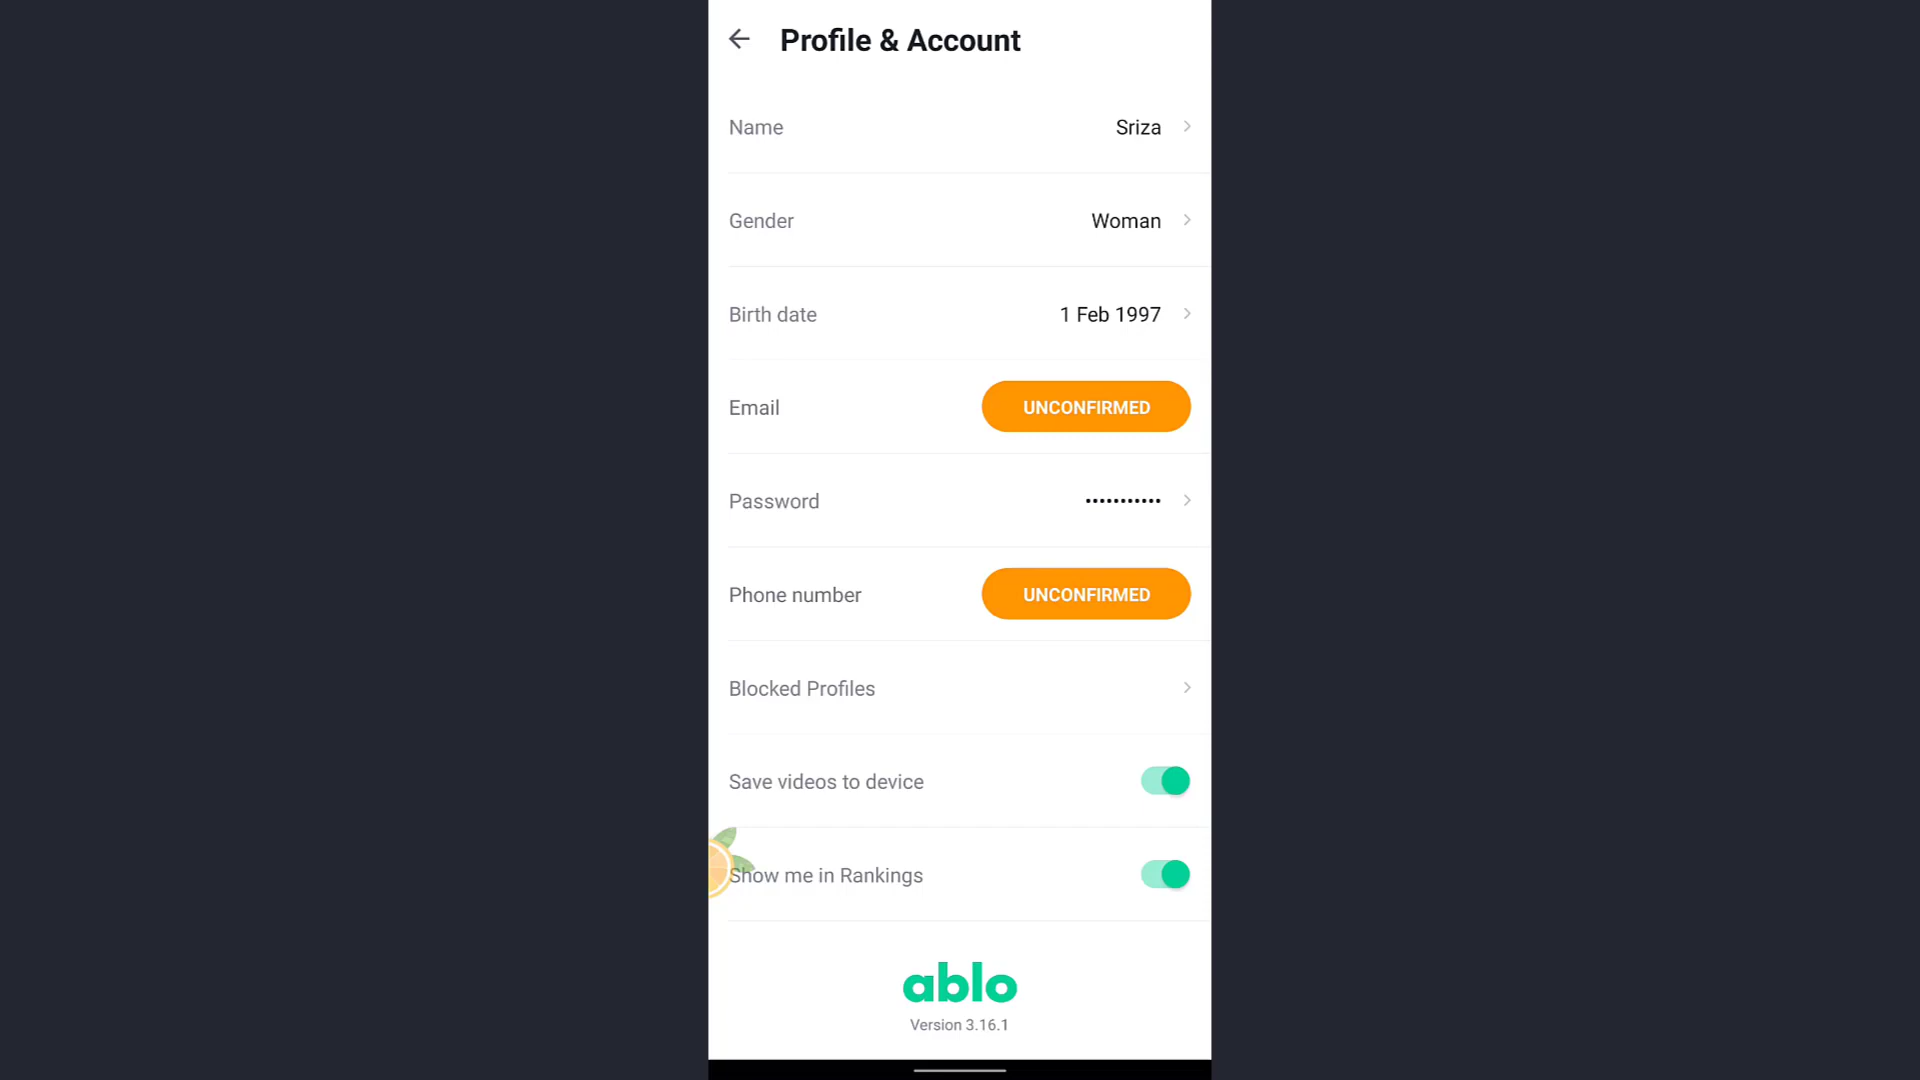 Profile & Account
Name Sriza
Gender Woman
Birth date 1 Feb 1997
Email UNCONFIRMED
Password •••••••••••
Phone number UNCONFIRMED
Blocked Profiles
Save videos to device
Show me in Rankings
ablo
Version 3.16.1